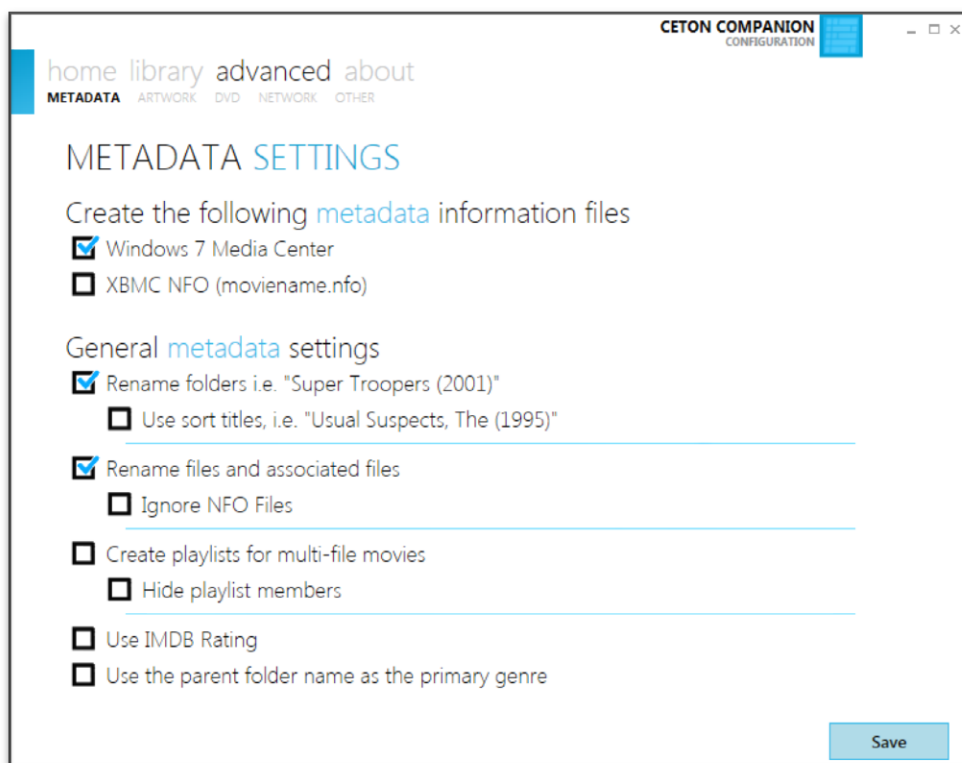 CETON COMPANION
CONFIGURATION
home library advanced about
METADATA ARTWORK DVD NETWORK OTHER
METADATA SETTINGS
Create the following metadata information files
Windows 7 Media Center
XBMC NFO (moviename.nfo)
General metadata settings
Rename folders i.e. "Super Troopers (2001)"
Use sort titles, i.e. "Usual Suspects, The (1995)"
Rename files and associated files
Ignore NFO Files
Create playlists for multi-file movies
Hide playlist members
Use IMDB Rating
Use the parent folder name as the primary genre
Save